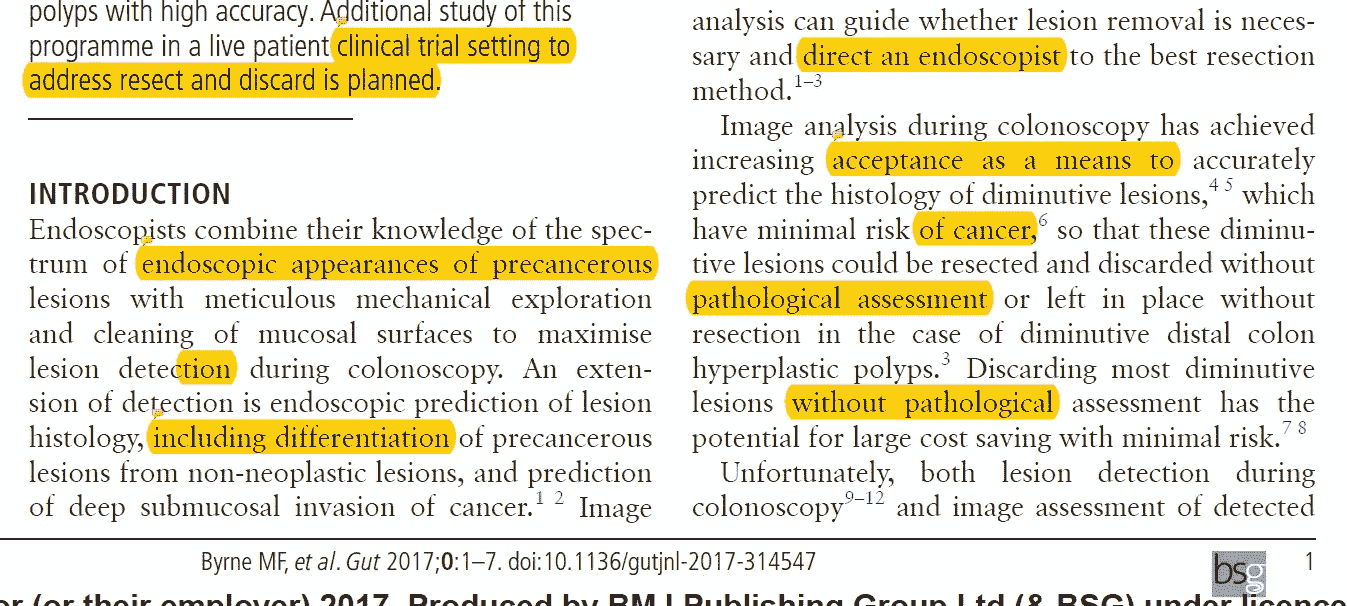 polyps with high accuracy. Additional study of this
programme in a live patient clinical trial setting to
address resect and discard is planned.
INTRODUCTION
Endoscopists combine their knowledge of the spec-
trum of endoscopic appearances of precancerous
lesions with meticulous mechanical exploration
and cleaning of mucosal surfaces to maximise
lesion detection during colonoscopy. An exten-
sion of detection is endoscopic prediction of lesion
histology, including differentiation of precancerous
lesions from non-neoplastic lesions, and prediction
of deep submucosal invasion of cancer.1 2 Image
analysis can guide whether lesion removal is neces-
sary and direct an endoscopist to the best resection
method.1–3
Image analysis during colonoscopy has achieved
increasing acceptance as a means to accurately
predict the histology of diminutive lesions,4 5 which
have minimal risk of cancer,6 so that these diminu-
tive lesions could be resected and discarded without
pathological assessment or left in place without
resection in the case of diminutive distal colon
hyperplastic polyps.3 Discarding most diminutive
lesions without pathological assessment has the
potential for large cost saving with minimal risk.7 8
Unfortunately, both lesion detection during
colonoscopy9–12 and image assessment of detected
Byrne MF, et al. Gut 2017;0:1–7. doi:10.1136/gutjnl-2017-314547
bsg
1
or (or their employer) 2017. Produced by BMJ Publishing Group Ltd (& BSG) under licence